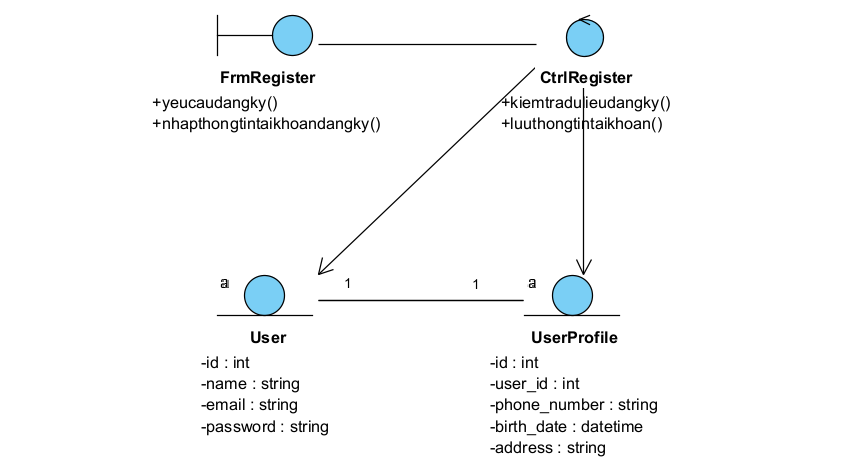 FrmRegister
+yeucaudangky()
+nhapthongtintaikhoandangky()
CtrlRegister
+kiemtradulieudangky()
+luuthongtintaikhoan()
a
1
1
a
User
-id : int
-name : string
-email : string
-password : string
UserProfile
-id : int
-user_id : int
-phone_number : string
-birth_date : datetime
-address : string